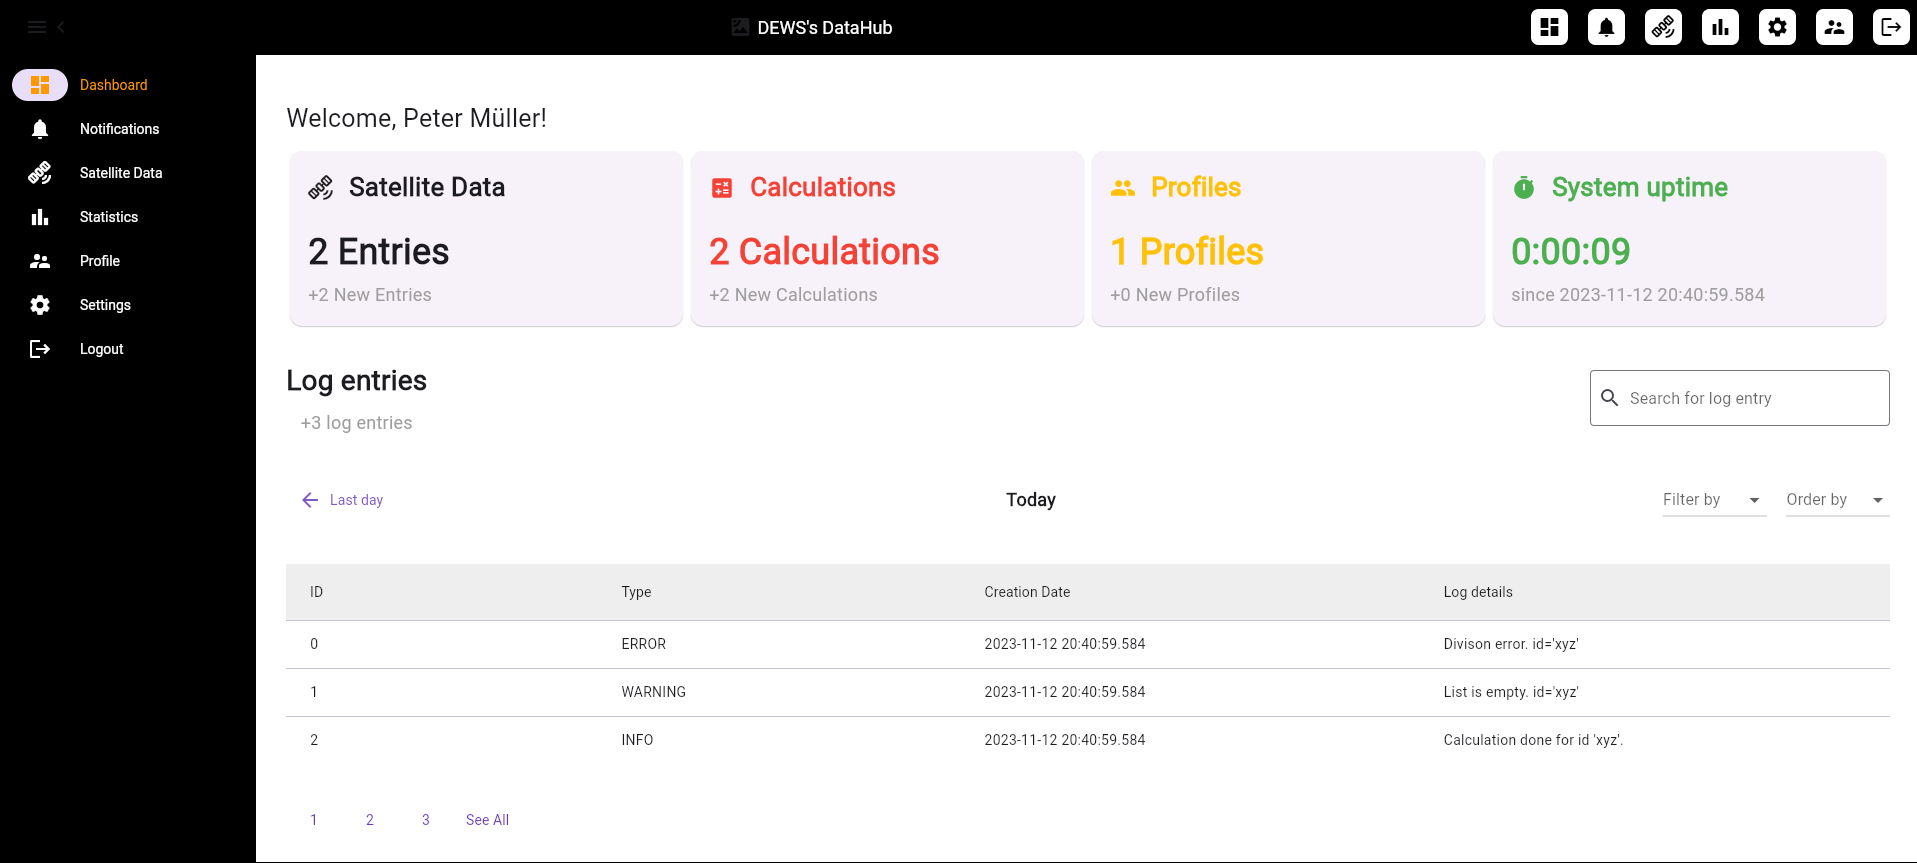 DEWS's DataHub
Dashboard
Notifications
Satellite Data
Statistics
Profile
Settings
Logout
Welcome, Peter Müller!
Satellite Data
2 Entries
+2 New Entries
Calculations
2 Calculations
+2 New Calculations
Profiles
1 Profiles
+0 New Profiles
System uptime
0:00:09
since 2023-11-12 20:40:59.584
Log entries
+3 log entries
Search for log entry
Last day
Today
Filter by
Order by
ID Type Creation Date Log details
0 ERROR 2023-11-12 20:40:59.584 Divison error. id='xyz'
1 WARNING 2023-11-12 20:40:59.584 List is empty. id='xyz'
2 INFO 2023-11-12 20:40:59.584 Calculation done for id 'xyz'.
1 2 3 See All